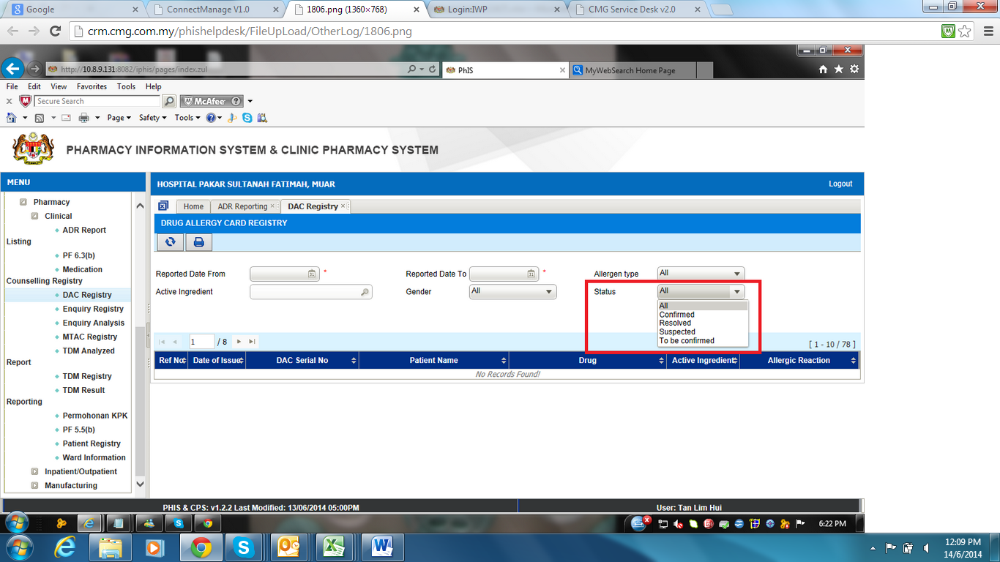 Google
ConnectManage V1.0
1806.png (1360×768)
Login:IWP
CMG Service Desk v2.0
crm.cmg.com.my/phishelpdesk/FileUpLoad/OtherLog/1806.png
http://10.8.9.131:8082/iphis/pages/index.zul
PhIS
MyWebSearch Home Page
File Edit View Favorites Tools Help
x Secure Search McAfee ?
Page Safety Tools
PHARMACY INFORMATION SYSTEM & CLINIC PHARMACY SYSTEM
MENU
HOSPITAL PAKAR SULTANAH FATIMAH, MUAR
Logout
Pharmacy
Clinical
ADR Report
Listing
PF 6.3(b)
Medication
Counselling Registry
DAC Registry
Enquiry Registry
Enquiry Analysis
MTAC Registry
TDM Analyzed
Report
TDM Registry
TDM Result
Reporting
Permohonan KPK
PF 5.5(b)
Patient Registry
Ward Information
Inpatient/Outpatient
Manufacturing
Home ADR Reporting DAC Registry
DRUG ALLERGY CARD REGISTRY
Reported Date From 31 * Reported Date To 31 * Allergen type All
Active Ingredient Gender All Status All
All
Confirmed
Resolved
Suspected
To be confirmed
1 / 8
[ 1 - 10 / 78 ]
Ref No Date of Issue DAC Serial No Patient Name Drug Active Ingredient Allergic Reaction
No Records Found!
PHIS & CPS: v1.2.2 Last Modified: 13/06/2014 05:00PM
User: Tan Lim Hui
6:22 PM
12:09 PM
14/6/2014